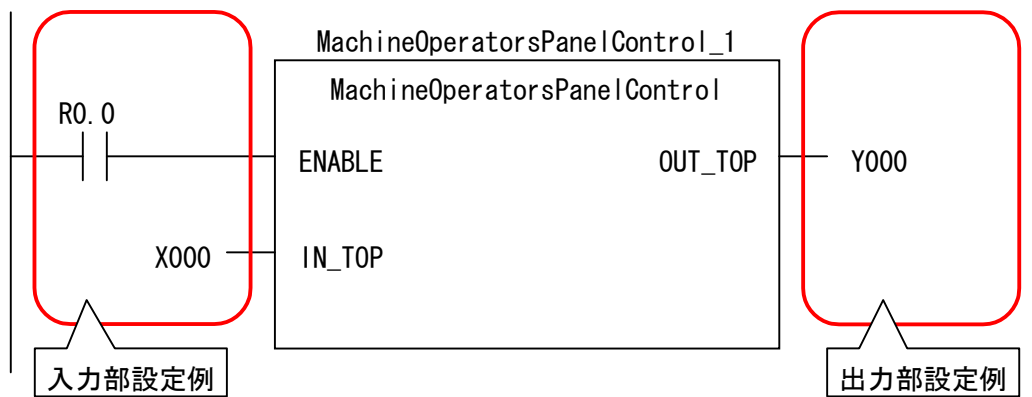 MachineOperatorsPanelControl_1
MachineOperatorsPanelControl
R0.0
ENABLE
OUT_TOP
Y000
X000
IN_TOP
入力部設定例
出力部設定例